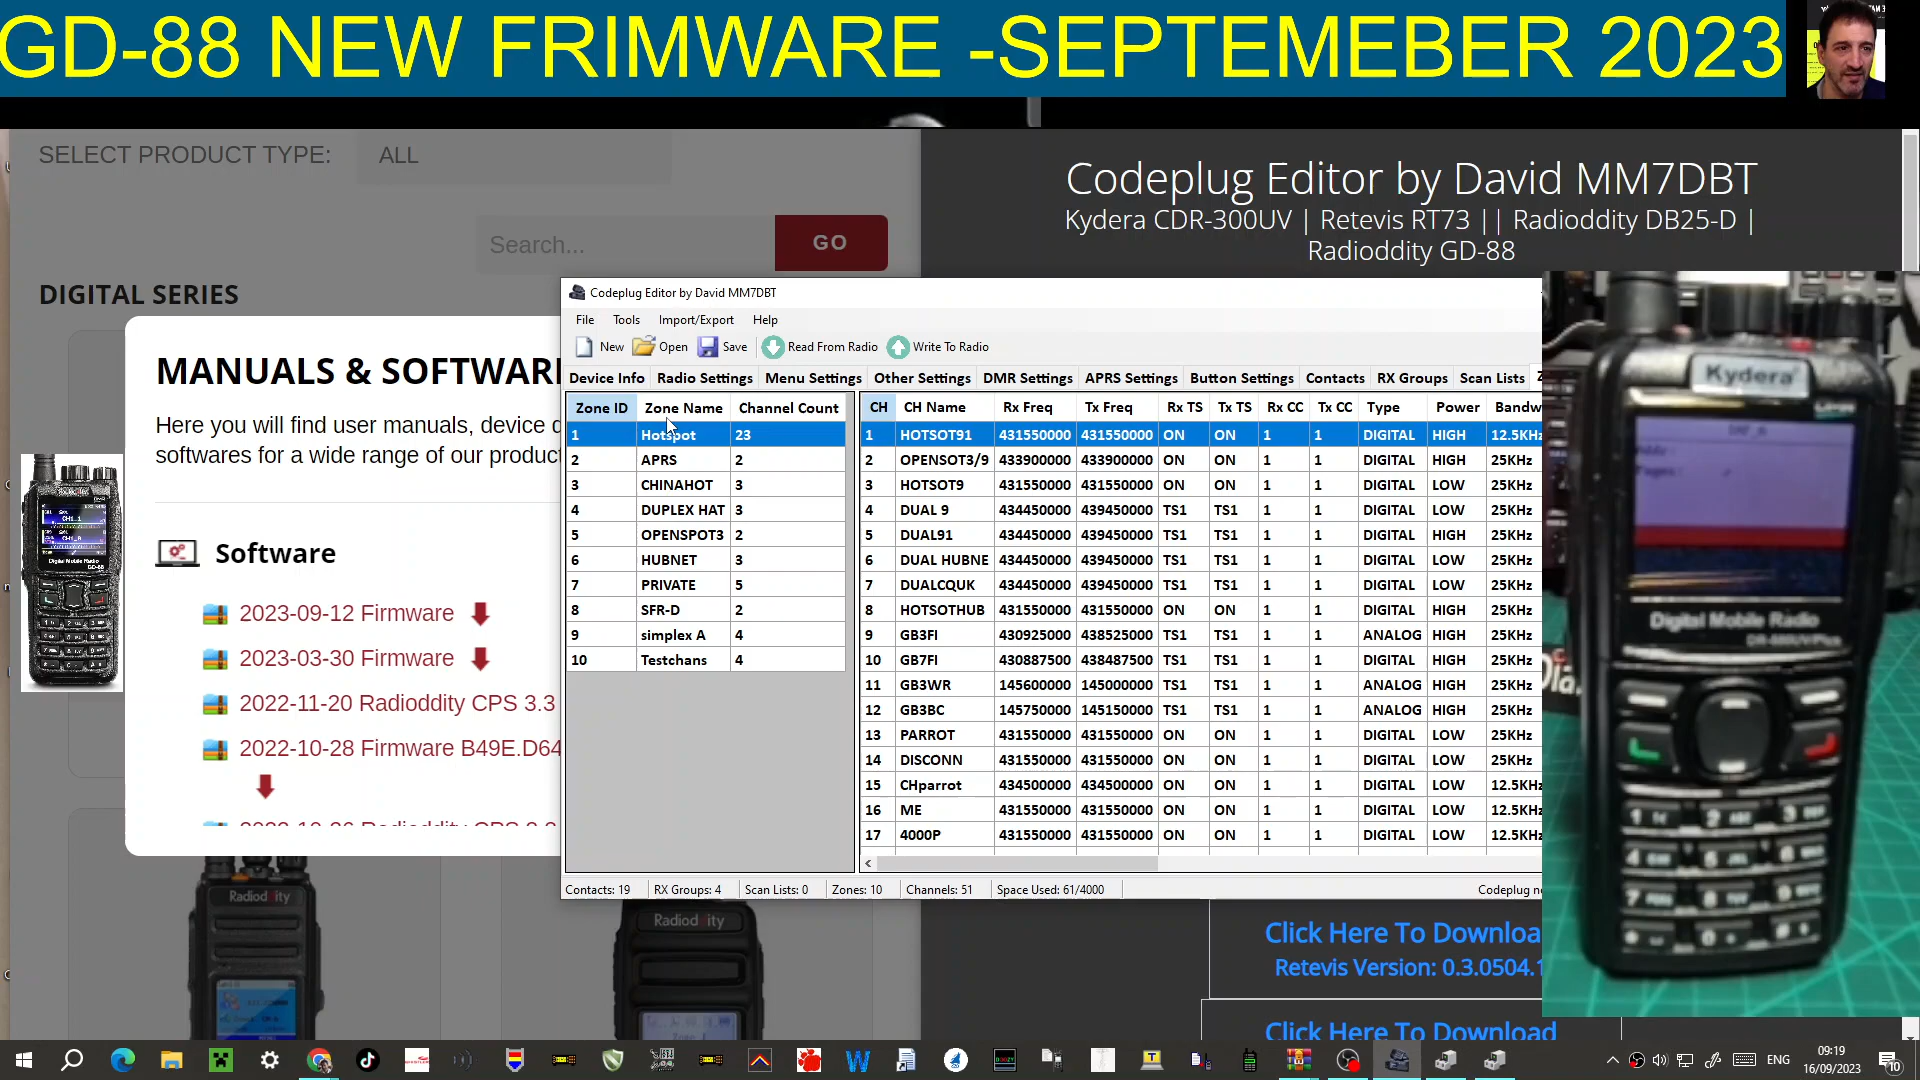 GD-88 NEW FRIMWARE -SEPTEMEBER 2023
SELECT PRODUCT TYPE: ALL
Search...
GO
DIGITAL SERIES
MANUALS & SOFTWAR
Here you will find user manuals, device d
softwares for a wide range of our product
Software
2023-09-12 Firmware
2023-03-30 Firmware
2022-11-20 Radioddity CPS 3.3
2022-10-28 Firmware B49E.D64
Digital Mobile Radio
GD-88
Radioddity
Radioddity
Codeplug Editor by David MM7DBT
Kydera CDR-300UV | Retevis RT73 || Radioddity DB25-D |
Radioddity GD-88
Codeplug Editor by David MM7DBT
File Tools Import/Export Help
New Open Save Read From Radio Write To Radio
Device Info Radio Settings Menu Settings Other Settings DMR Settings APRS Settings Button Settings Contacts RX Groups Scan Lists
Zone ID Zone Name Channel Count
1 Hotspot 23
2 APRS 2
3 CHINAHOT 3
4 DUPLEX HAT 3
5 OPENSPOT3 2
6 HUBNET 3
7 PRIVATE 5
8 SFR-D 2
9 simplex A 4
10 Testchans 4
CH CH Name Rx Freq Tx Freq Rx TS Tx TS Rx CC Tx CC Type Power Bandw
1 HOTSOT91 431550000 431550000 ON ON 1 1 DIGITAL HIGH 12.5KHz
2 OPENSOT3/9 433900000 433900000 ON ON 1 1 DIGITAL HIGH 25KHz
3 HOTSOT9 431550000 431550000 ON ON 1 1 DIGITAL LOW 25KHz
4 DUAL 9 434450000 439450000 TS1 TS1 1 1 DIGITAL LOW 25KHz
5 DUAL91 434450000 439450000 TS1 TS1 1 1 DIGITAL LOW 25KHz
6 DUAL HUBNE 434450000 439450000 TS1 TS1 1 1 DIGITAL LOW 25KHz
7 DUALCQUK 434450000 439450000 TS1 TS1 1 1 DIGITAL LOW 25KHz
8 HOTSOTHUB 431550000 431550000 ON ON 1 1 DIGITAL HIGH 25KHz
9 GB3FI 430925000 438525000 TS1 TS1 1 1 ANALOG HIGH 25KHz
10 GB7FI 430887500 438487500 TS1 TS1 1 1 DIGITAL HIGH 25KHz
11 GB3WR 145600000 145000000 TS1 TS1 1 1 ANALOG HIGH 25KHz
12 GB3BC 145750000 145150000 TS1 TS1 1 1 ANALOG HIGH 25KHz
13 PARROT 431550000 431550000 ON ON 1 1 DIGITAL LOW 25KHz
14 DISCONN 431550000 431550000 ON ON 1 1 DIGITAL LOW 25KHz
15 CHparrot 434500000 434500000 ON ON 1 1 DIGITAL LOW 12.5KHz
16 ME 431550000 431550000 ON ON 1 1 DIGITAL LOW 12.5KHz
17 4000P 431550000 431550000 ON ON 1 1 DIGITAL LOW 12.5KHz
Contacts: 19 RX Groups: 4 Scan Lists: 0 Zones: 10 Channels: 51 Space Used: 61/4000 Codeplug
Kydera
Digital Mobile Radio
Click Here To Downloa
Retevis Version: 0.3.0504.1
Click Here To Download
ENG
09:19
16/09/2023